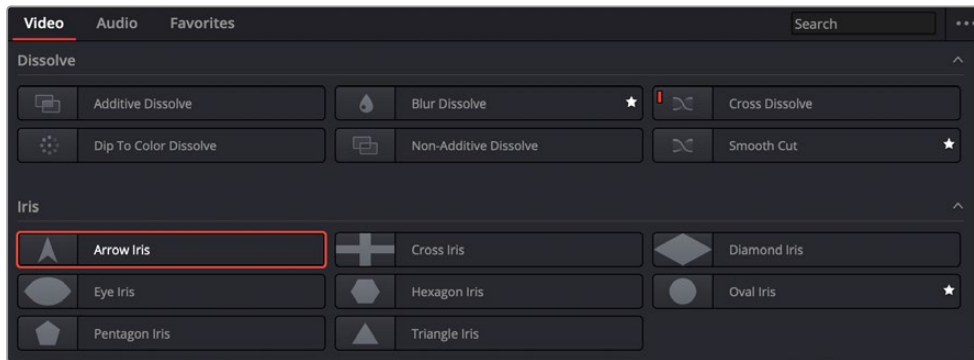 Video Audio Favorites Search
Dissolve
Additive Dissolve Blur Dissolve Cross Dissolve
Dip To Color Dissolve Non-Additive Dissolve Smooth Cut
Iris
Arrow Iris Cross Iris Diamond Iris
Eye Iris Hexagon Iris Oval Iris
Pentagon Iris Triangle Iris